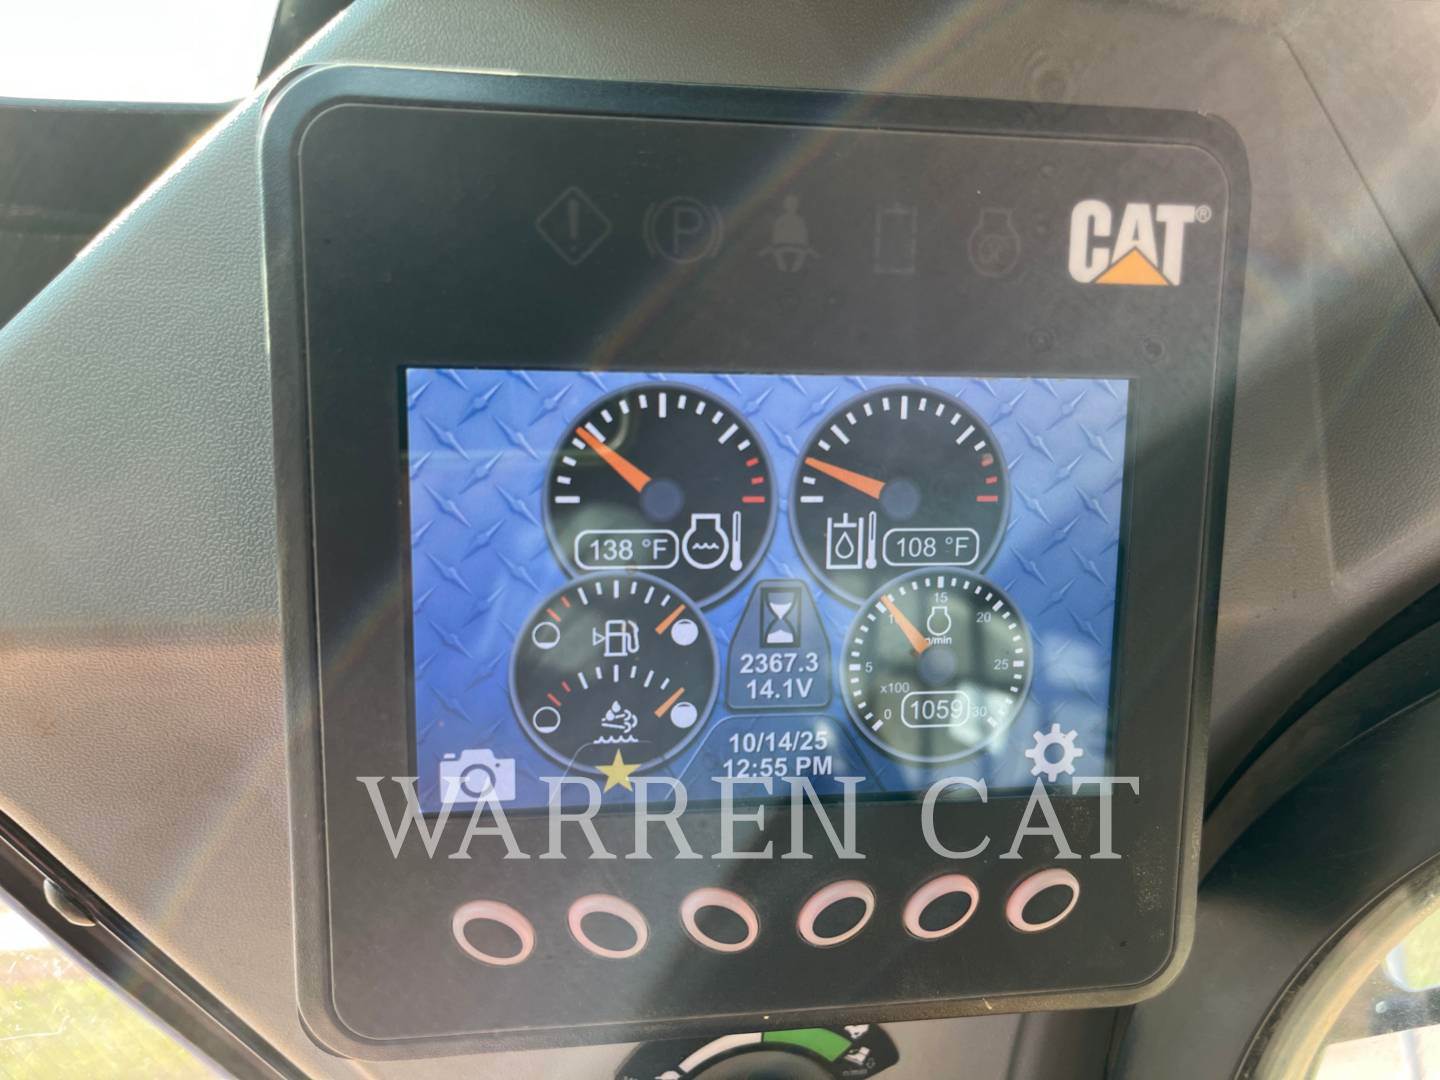 P
CAT®
138 °F
108 °F
15
20
/min
5
25
x100
0
1059
30
2367.3
14.1V
10/14/25
12:55 PM
WARREN CAT